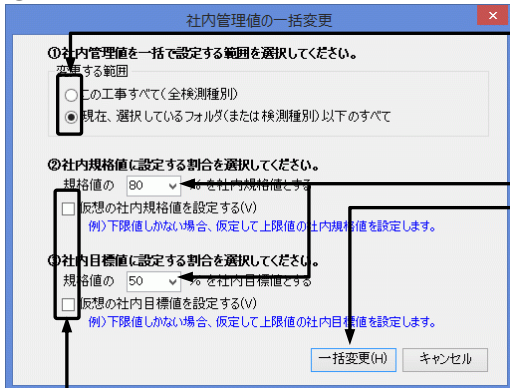 社内管理値の一括変更
①社内管理値を一括で設定する範囲を選択してください。
変更する範囲
この工事すべて(全検測種別)
現在、選択しているフォルダ(または検測種別)以下のすべて
②社内規格値に設定する割合を選択してください。
規格値の 80 % を社内規格値とする
仮想の社内規格値を設定する(V)
例)下限値しかない場合、仮定して上限値の社内規格値を設定します。
③社内目標値に設定する割合を選択してください。
規格値の 50 % を社内目標値とする
仮想の社内目標値を設定する(V)
例)下限値しかない場合、仮定して上限値の社内目標値を設定します。
一括変更(H) キャンセル